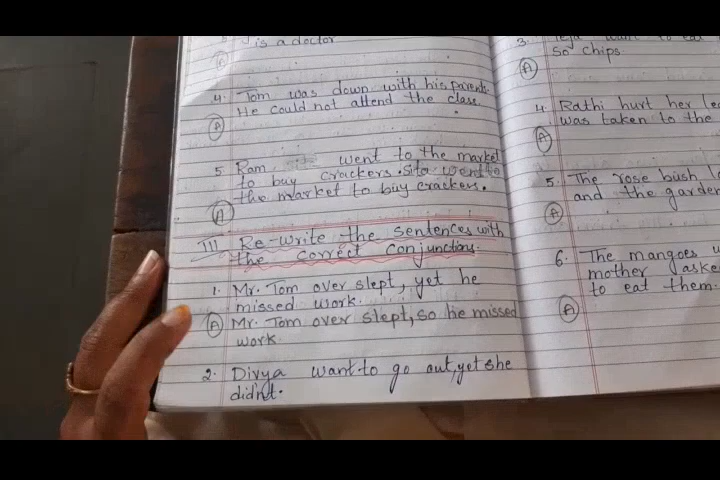 is a doctor
(A)
4. Tom was down with his parents.
He could not attend the class.
(A)
5. Ram went to the market
to buy crackers. Sita went to
the market to buy crackers.
(A)
III Re-write the sentences with
the correct conjunctions.
1. Mr. Tom over slept, yet he
missed work.
(A) Mr. Tom over slept, so he missed
work
2. Divya want to go out, yet she
didn't.
3.
so chips.
(A)
4. Rathi hurt her
was taken to the
(A)
5. The rose bush
and the
(A)
6. The mangoes
mother
to eat them.
(A)